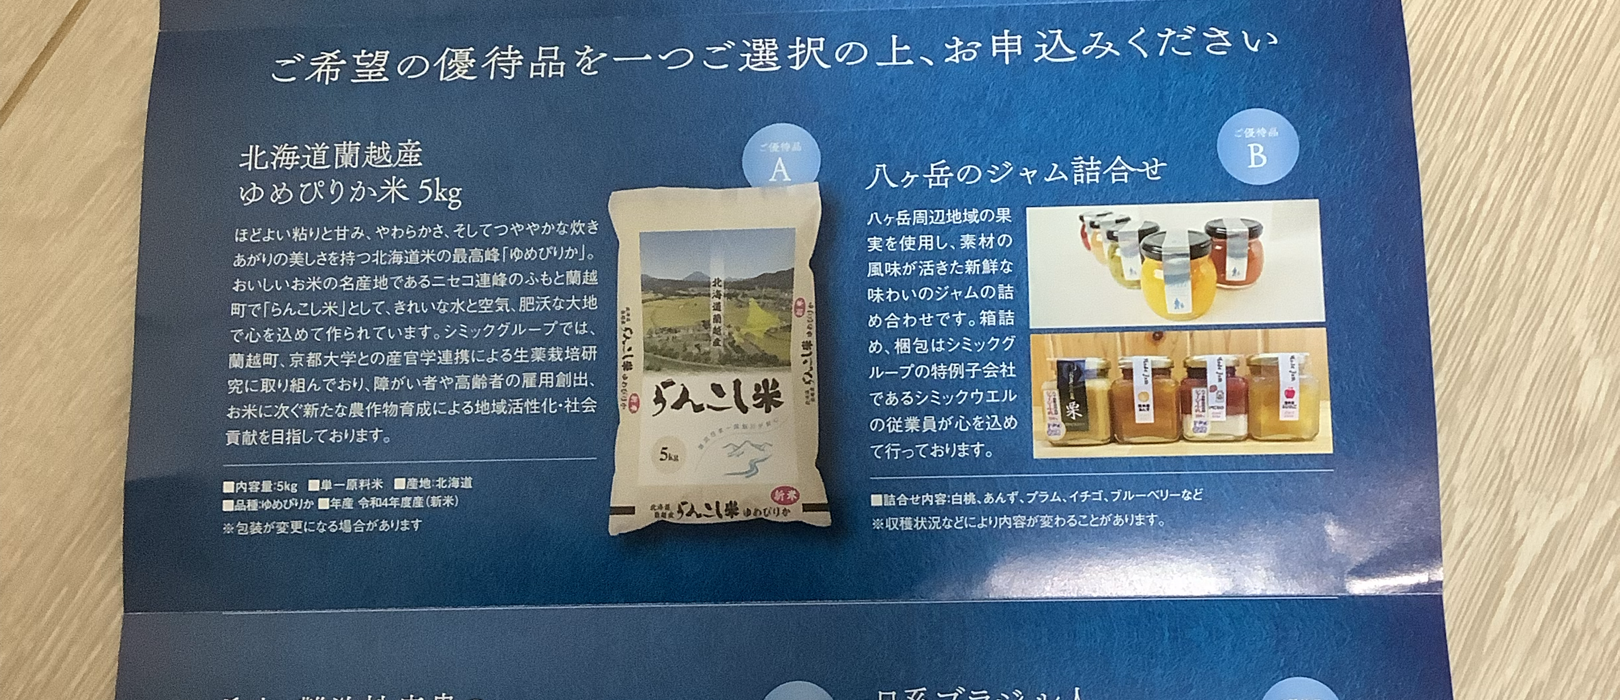 ご希望の優待品を一つご選択の上、お申込みください
北海道蘭越産
ゆめぴりか米 5kg
ご優待品
A
ほどよい粘りと甘み、やわらかさ、そしてつややかな炊き
あがりの美しさを持つ北海道米の最高峰「ゆめぴりか」。
おいしいお米の名産地であるニセコ連峰のふもと蘭越
町で「らんこし米」として、きれいな水と空気、肥沃な大地
で心を込めて作られています。シミックグループでは、
蘭越町、京都大学との産官学連携による生薬栽培研
究に取り組んでおり、障がい者や高齢者の雇用創出、
お米に次ぐ新たな農作物育成による地域活性化・社会
貢献を目指しております。
■内容量:5kg ■単一原料米 ■産地:北海道
■品種:ゆめぴりか ■年産 令和4年度産(新米)
※包装が変更になる場合があります
北海道蘭越産
らんこし米
5kg
新米
らんこし米 ゆめぴりか
ご優待品
B
八ヶ岳のジャム詰合せ
八ヶ岳周辺地域の果
実を使用し、素材の
風味が活きた新鮮な
味わいのジャムの詰
め合わせです。箱詰
め、梱包はシミックグ
ループの特例子会社
であるシミックウエル
の従業員が心を込め
て行っております。
栗
■詰合せ内容:白桃、あんず、プラム、イチゴ、ブルーベリーなど
※収穫状況などにより内容が変わることがあります。
日系ブラジル人